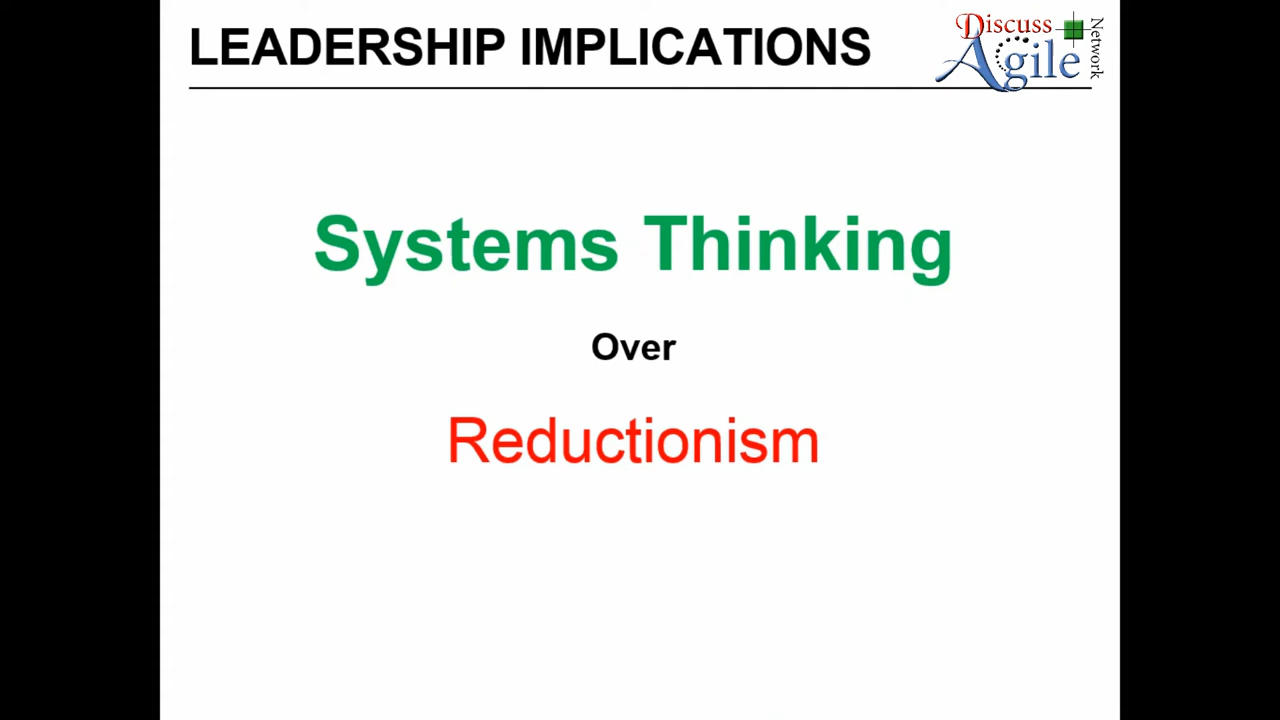 LEADERSHIP IMPLICATIONS
Discuss
Agile
Network
Systems Thinking
Over
Reductionism